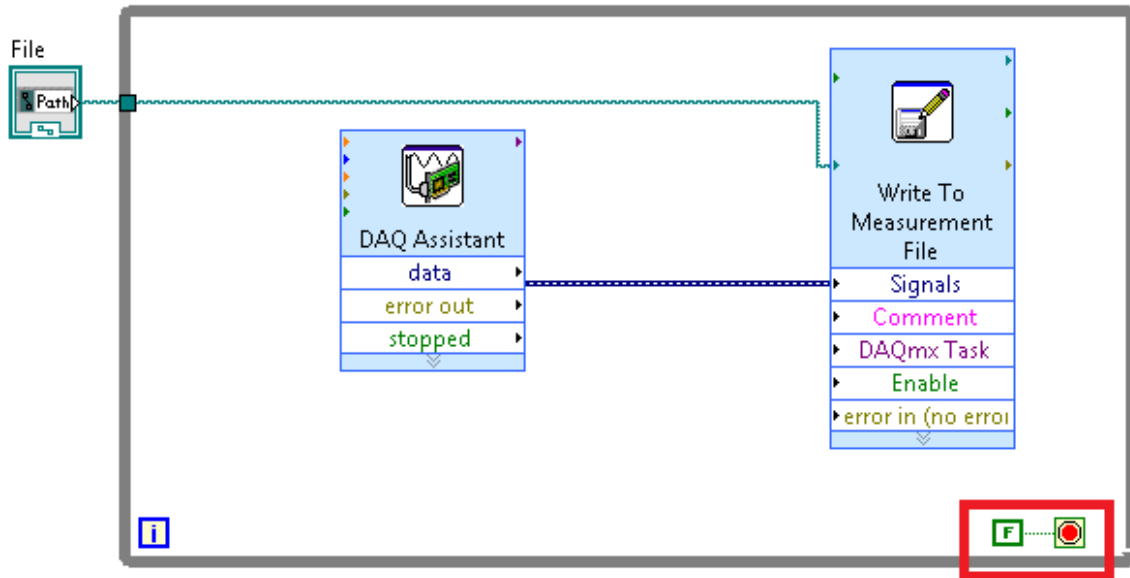 File
Path
DAQ Assistant
data
error out
stopped
Write To
Measurement
File
Signals
Comment
DAQmx Task
Enable
error in (no error
i
F